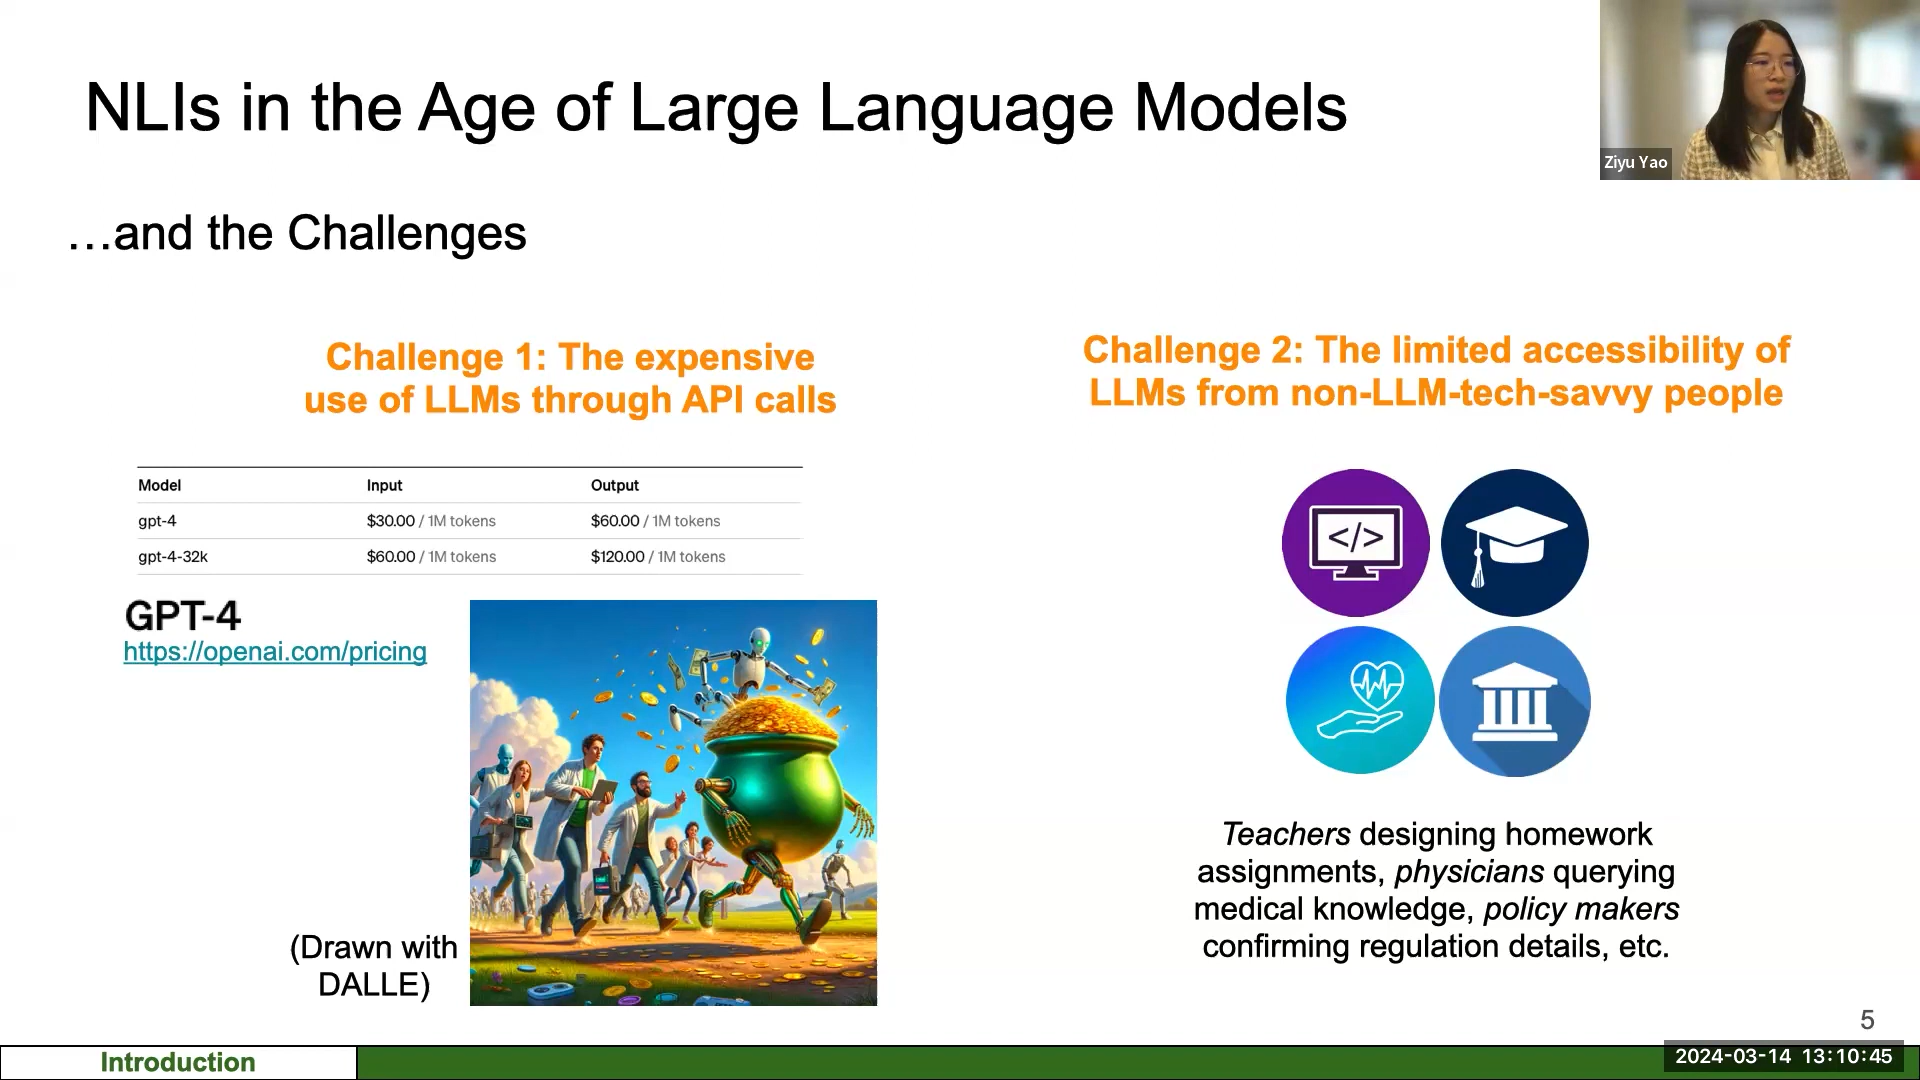 NLIs in the Age of Large Language Models
Ziyu Yao
…and the Challenges
Challenge 1: The expensive
use of LLMs through API calls
Model Input Output
gpt-4 $30.00 / 1M tokens $60.00 / 1M tokens
gpt-4-32k $60.00 / 1M tokens $120.00 / 1M tokens
GPT-4
https://openai.com/pricing
(Drawn with
DALLE)
Challenge 2: The limited accessibility of
LLMs from non-LLM-tech-savvy people
</>
Teachers designing homework
assignments, physicians querying
medical knowledge, policy makers
confirming regulation details, etc.
5
Introduction
2024-03-14 13:10:45